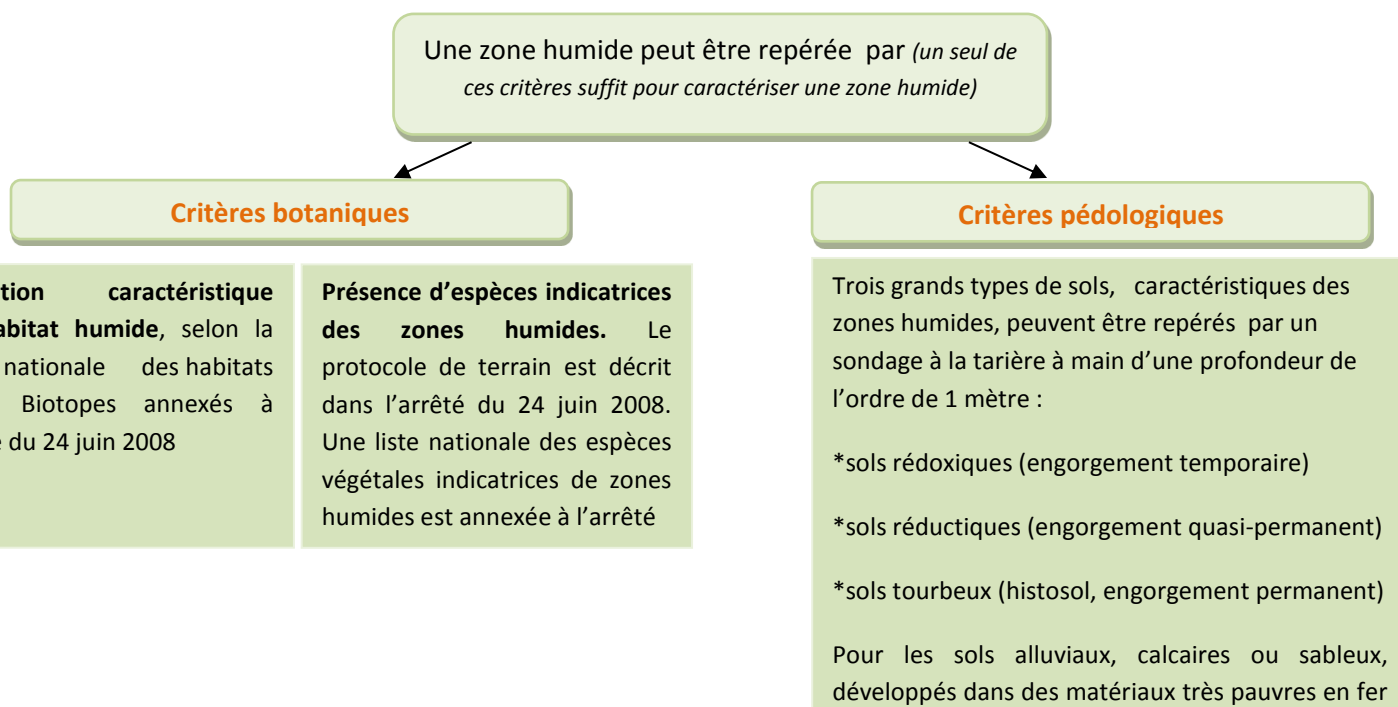 Une zone humide peut être repérée par (un seul de
ces critères suffit pour caractériser une zone humide)
Critères botaniques
caractéristique
humide, selon la
nationale des habitats
Biotopes annexés à
du 24 juin 2008
Présence d’espèces indicatrices
des zones humides. Le
protocole de terrain est décrit
dans l’arrêté du 24 juin 2008.
Une liste nationale des espèces
végétales indicatrices de zones
humides est annexée à l’arrêté
Critères pédologiques
Trois grands types de sols, caractéristiques des
zones humides, peuvent être repérés par un
sondage à la tarière à main d’une profondeur de
l’ordre de 1 mètre :
*sols rédoxiques (engorgement temporaire)
*sols réductiques (engorgement quasi-permanent)
*sols tourbeux (histosol, engorgement permanent)
Pour les sols alluviaux, calcaires ou sableux,
développés dans des matériaux très pauvres en fer